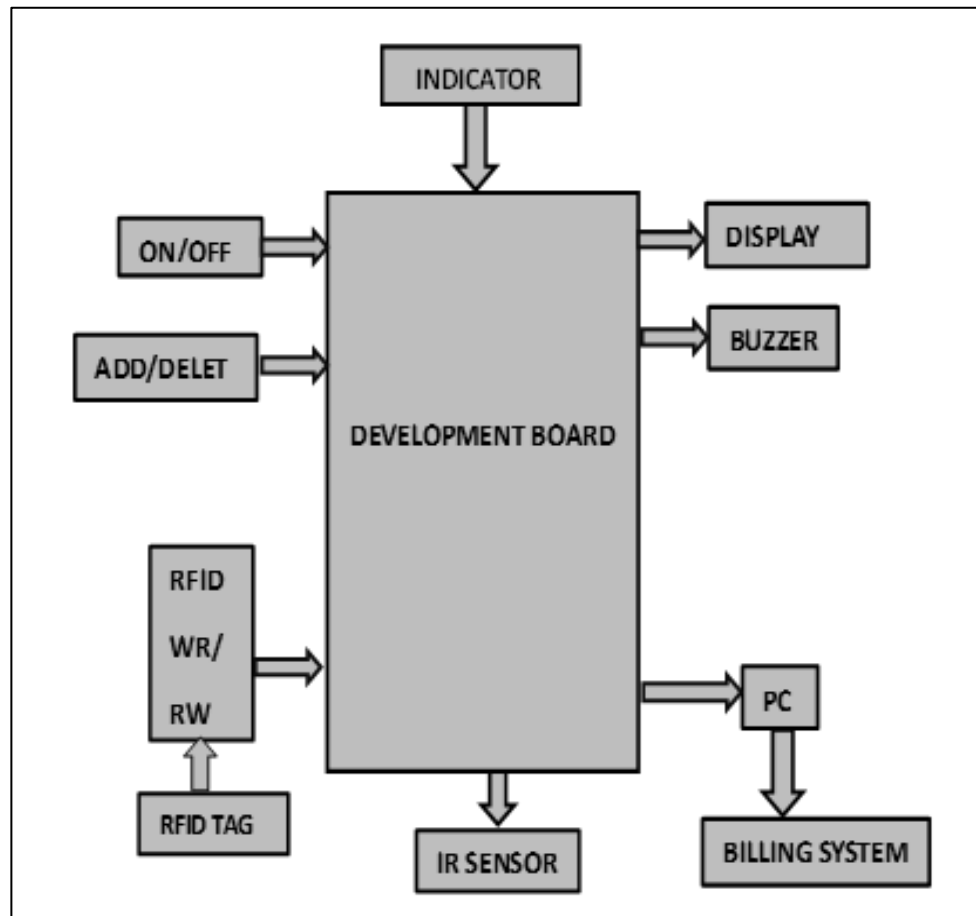 INDICATOR
ON/OFF
DISPLAY
ADD/DELET
BUZZER
DEVELOPMENT BOARD
RFID
WR/
RW
PC
RFID TAG
IR SENSOR
BILLING SYSTEM